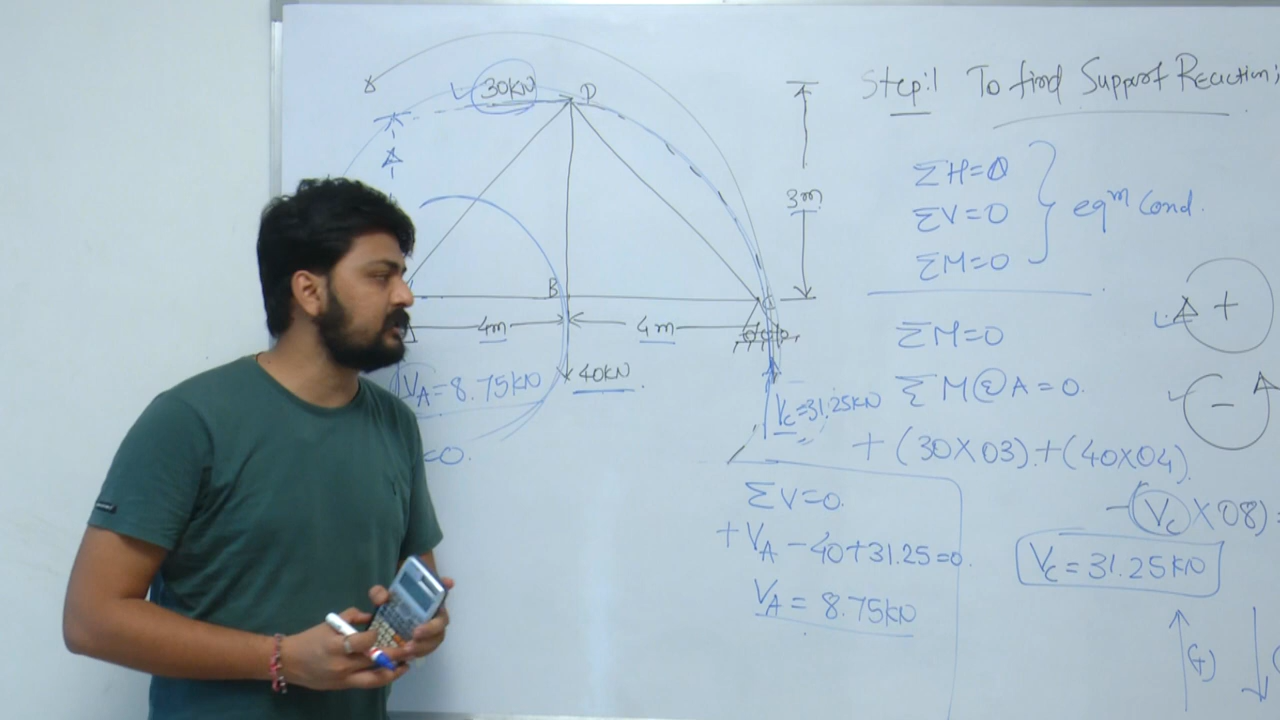 30KN D
Step:1 To find Support Reaction;
ΣH=0
ΣV=0
ΣM=0
eqm Cond.
3m
B
C
4m
4m
VA=8.75KN
40KN
Vc=31.25KN
=0.
ΣM=0
ΣM@A=0.
+(30X03)+(40X04)
-(Vc X08)=
Vc=31.25KN
ΣV=0.
+VA-40+31.25=0.
VA=8.75KN
+
-
(+)